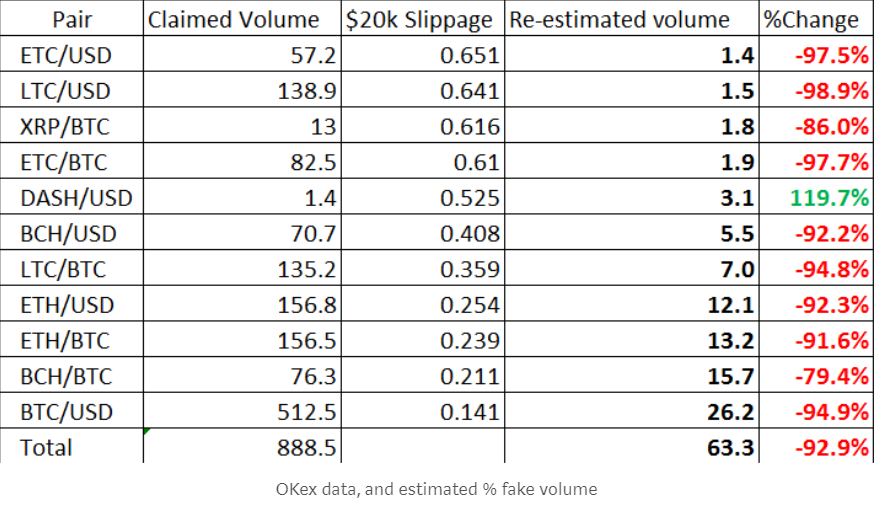 Pair Claimed Volume $20k Slippage Re-estimated volume %Change
ETC/USD 57.2 0.651 1.4 -97.5%
LTC/USD 138.9 0.641 1.5 -98.9%
XRP/BTC 13 0.616 1.8 -86.0%
ETC/BTC 82.5 0.61 1.9 -97.7%
DASH/USD 1.4 0.525 3.1 119.7%
BCH/USD 70.7 0.408 5.5 -92.2%
LTC/BTC 135.2 0.359 7.0 -94.8%
ETH/USD 156.8 0.254 12.1 -92.3%
ETH/BTC 156.5 0.239 13.2 -91.6%
BCH/BTC 76.3 0.211 15.7 -79.4%
BTC/USD 512.5 0.141 26.2 -94.9%
Total 888.5 63.3 -92.9%
OKex data, and estimated % fake volume